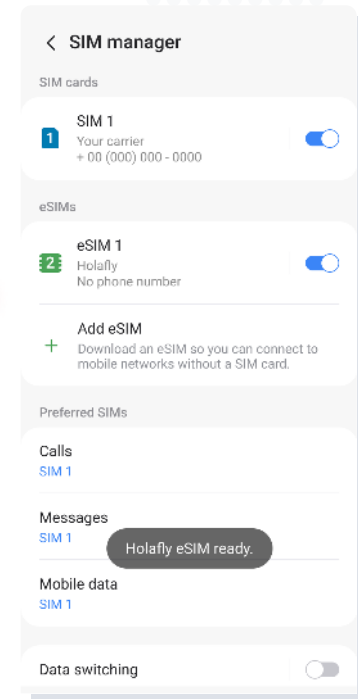 SIM manager
SIM cards
SIM 1
1
Your carrier
+ 00 (000) 000 - 0000
eSIMs
eSIM 1
2
Holafly
No phone number
Add eSIM
Download an eSIM so you can connect to
mobile networks without a SIM card.
Preferred SIMs
Calls
SIM 1
Messages
SIM 1
Holafly eSIM ready.
Mobile data
SIM 1
Data switching